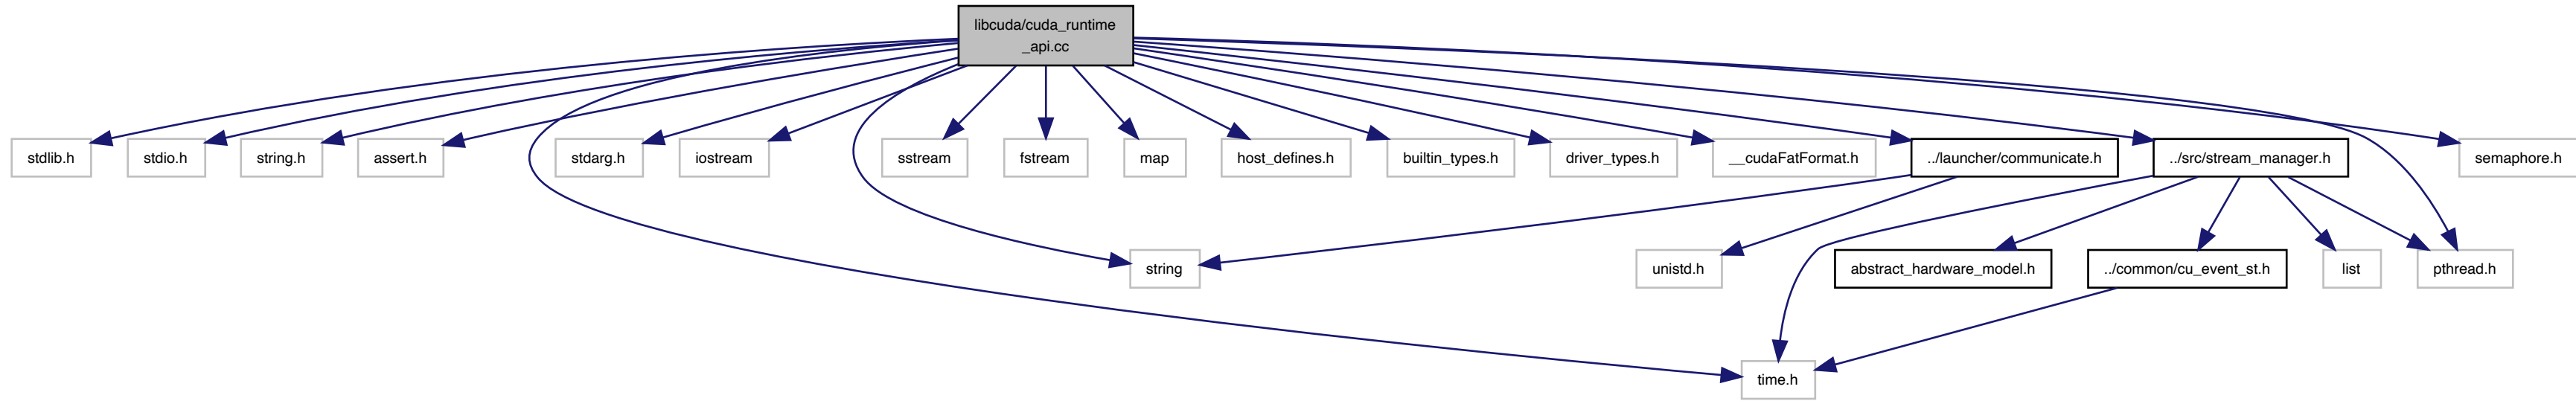 libcuda/cuda_runtime
_api.cc
stdlib.h
stdio.h
string.h
assert.h
stdarg.h
iostream
sstream
fstream
map
host_defines.h
builtin_types.h
driver_types.h
__cudaFatFormat.h
../launcher/communicate.h
../src/stream_manager.h
semaphore.h
string
unistd.h
abstract_hardware_model.h
../common/cu_event_st.h
list
pthread.h
time.h